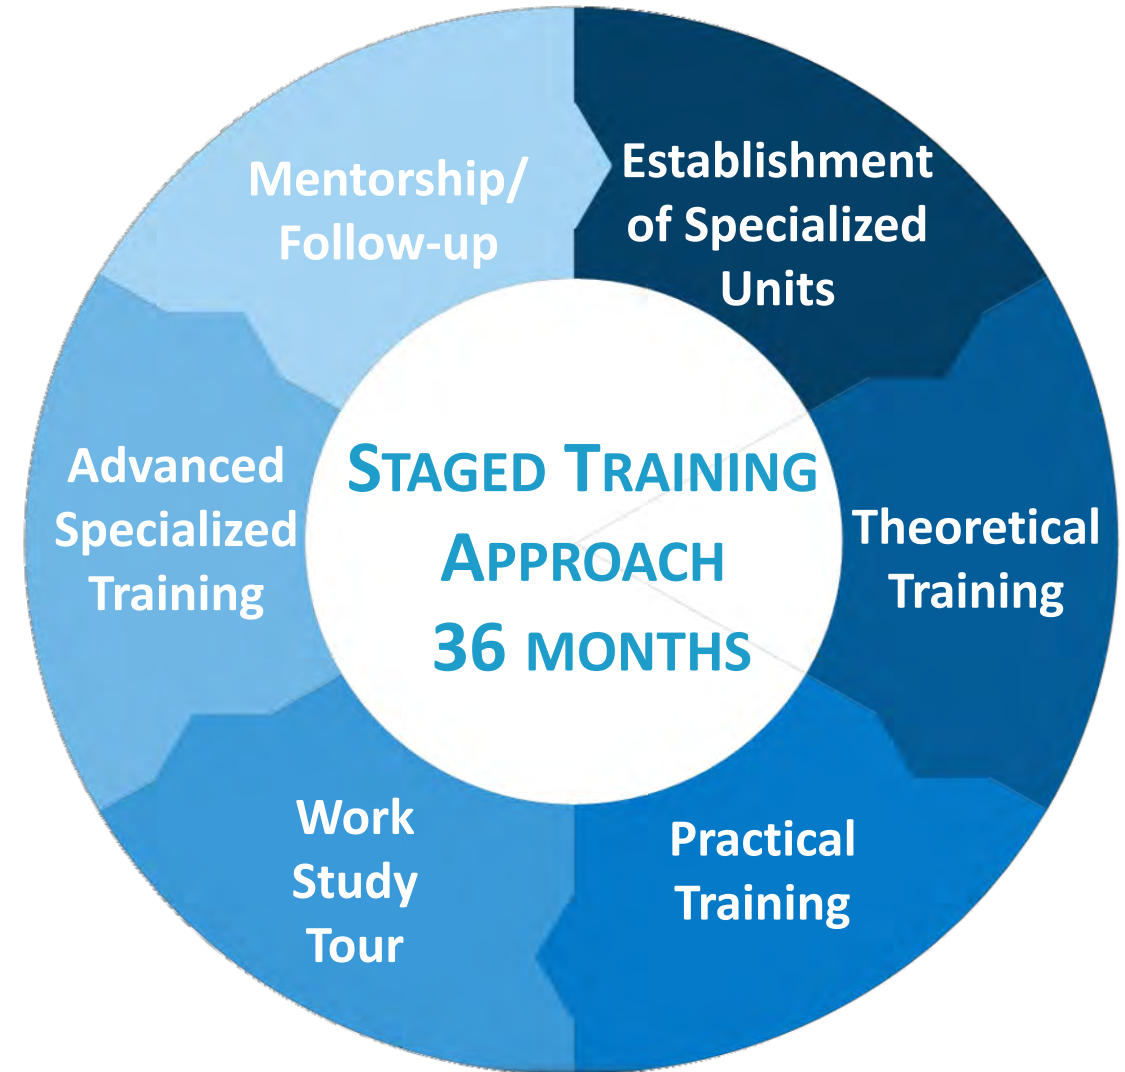 Mentorship/
Follow-up
Establishment
of Specialized
Units
Advanced
Specialized
Training
STAGED TRAINING
APPROACH
36 MONTHS
Theoretical
Training
Work
Study
Tour
Practical
Training